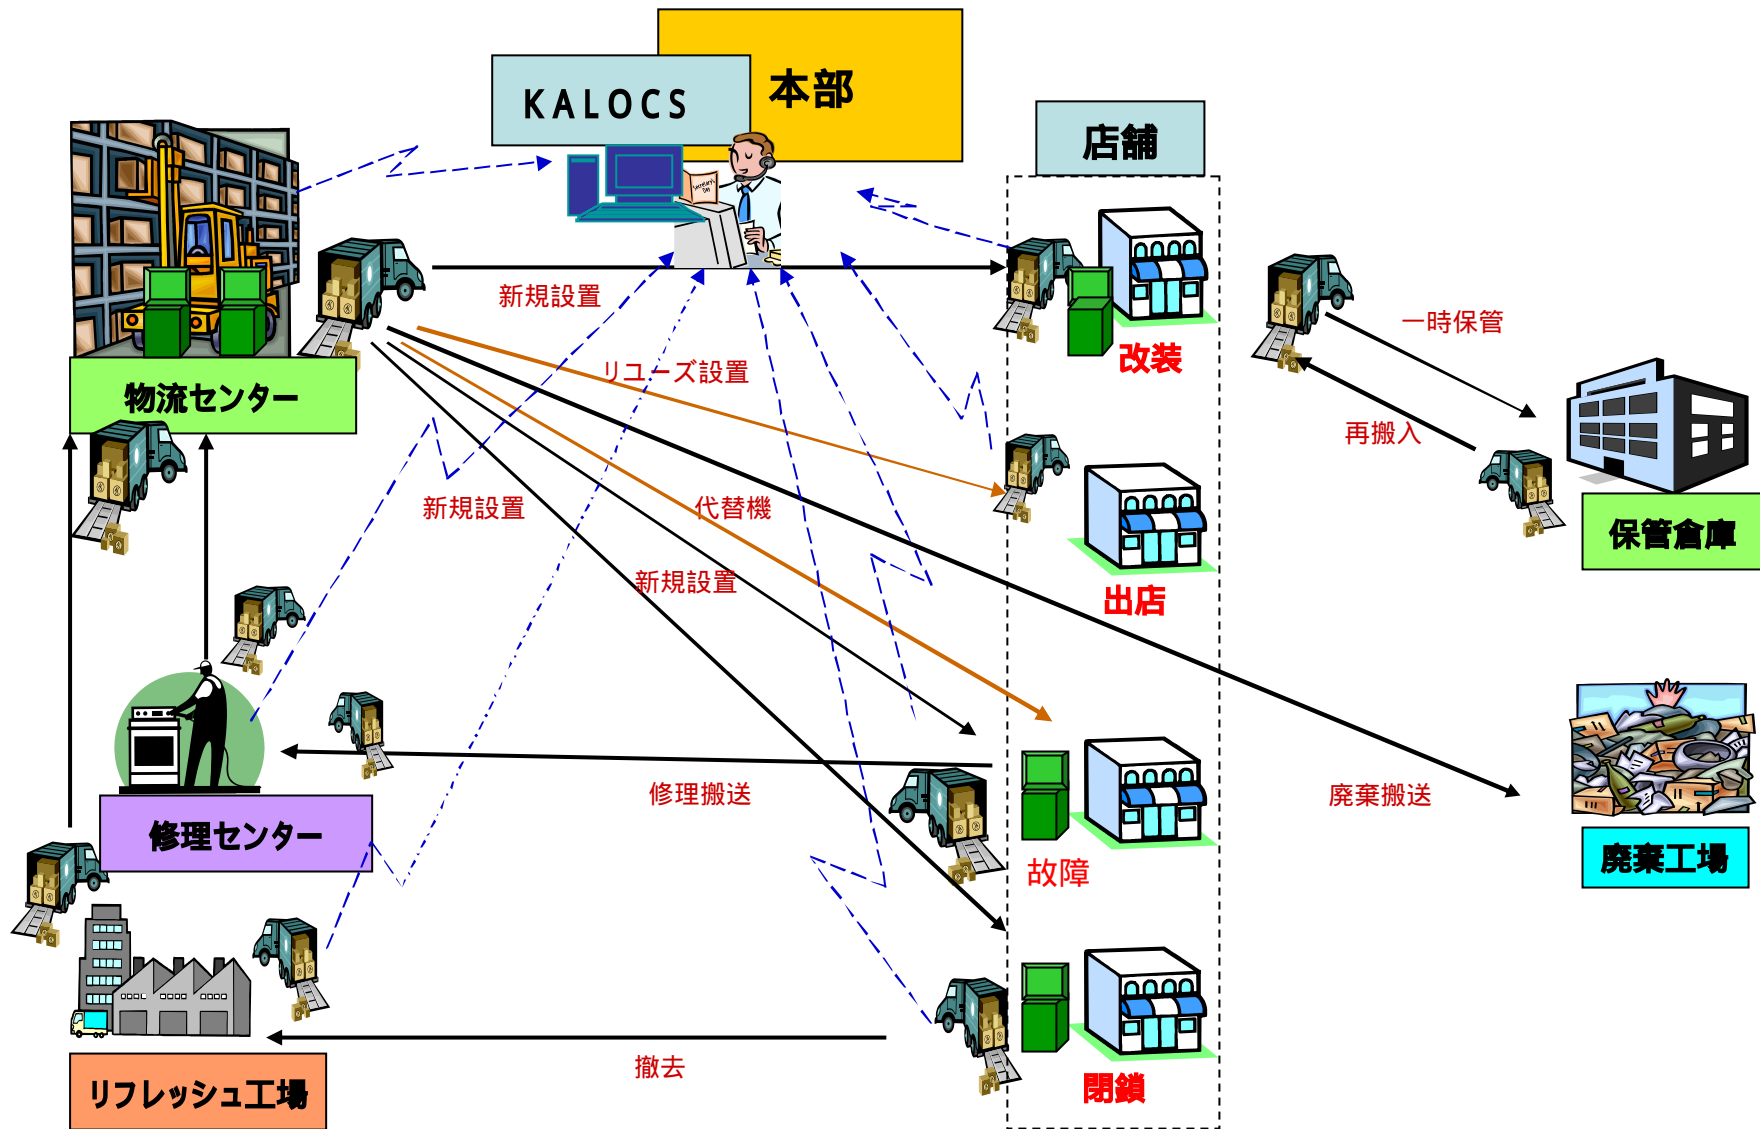 本部
KALOCS
店舗
新規設置
改装
一時保管
リユーズ設置
物流センター
再搬入
新規設置
代替機
保管倉庫
新規設置
出店
修理搬送
廃棄搬送
修理センター
故障
廃棄工場
撤去
リフレッシュ工場
閉鎖